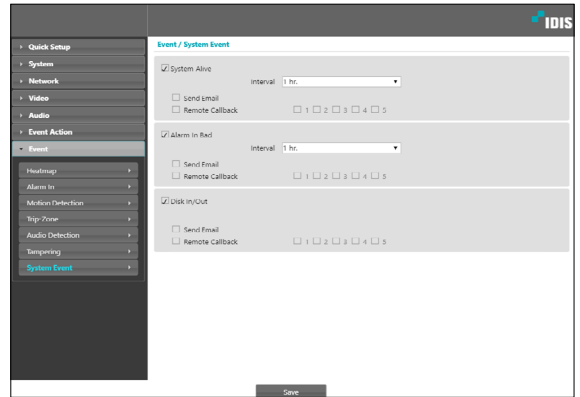 IDIS
Quick Setup
System
Network
Video
Audio
Event Action
Event
Heatmap
Alarm In
Motion Detection
Trip-Zone
Audio Detection
Tampering
System Event
Event / System Event
System Alive
Interval 1 hr.
Send Email
Remote Callback 1 2 3 4 5
Alarm In Bad
Interval 1 hr.
Send Email
Remote Callback 1 2 3 4 5
Disk In/Out
Send Email
Remote Callback 1 2 3 4 5
Save